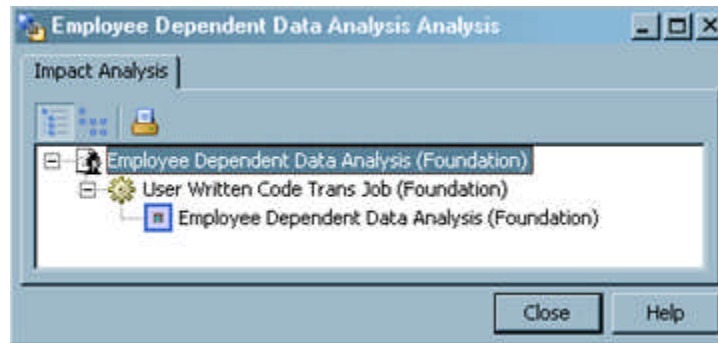 Employee Dependent Data Analysis Analysis
Impact Analysis
Employee Dependent Data Analysis (Foundation)
User Written Code Trans Job (Foundation)
Employee Dependent Data Analysis (Foundation)
Close Help